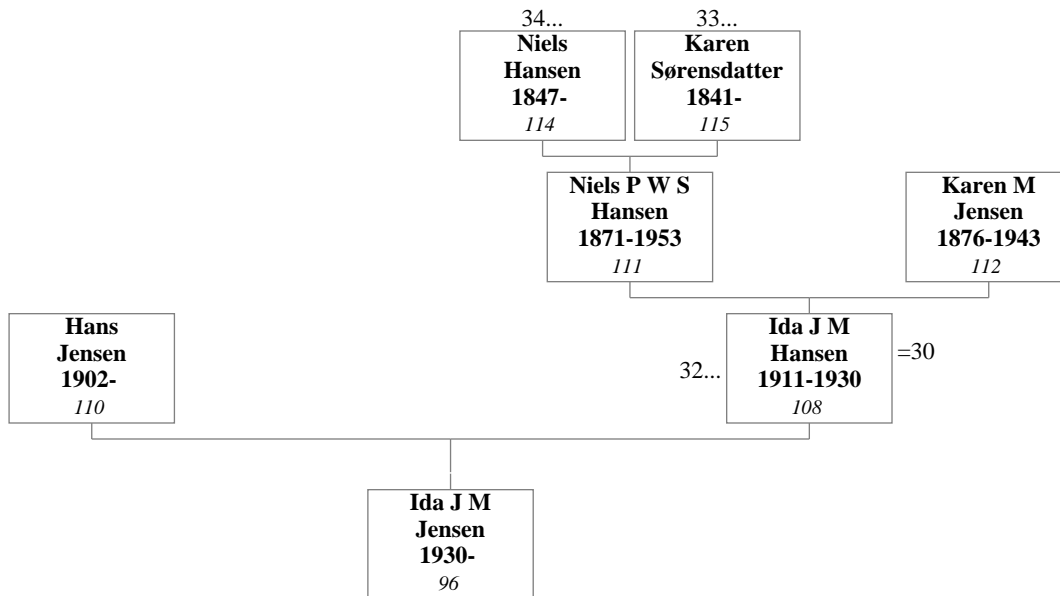 34...
Niels
Hansen
1847-
114
33...
Karen
Sørensdatter
1841-
115
Niels P W S
Hansen
1871-1953
111
Karen M
Jensen
1876-1943
112
Hans
Jensen
1902-
110
32...
Ida J M
Hansen
1911-1930
108
=30
Ida J M
Jensen
1930-
96